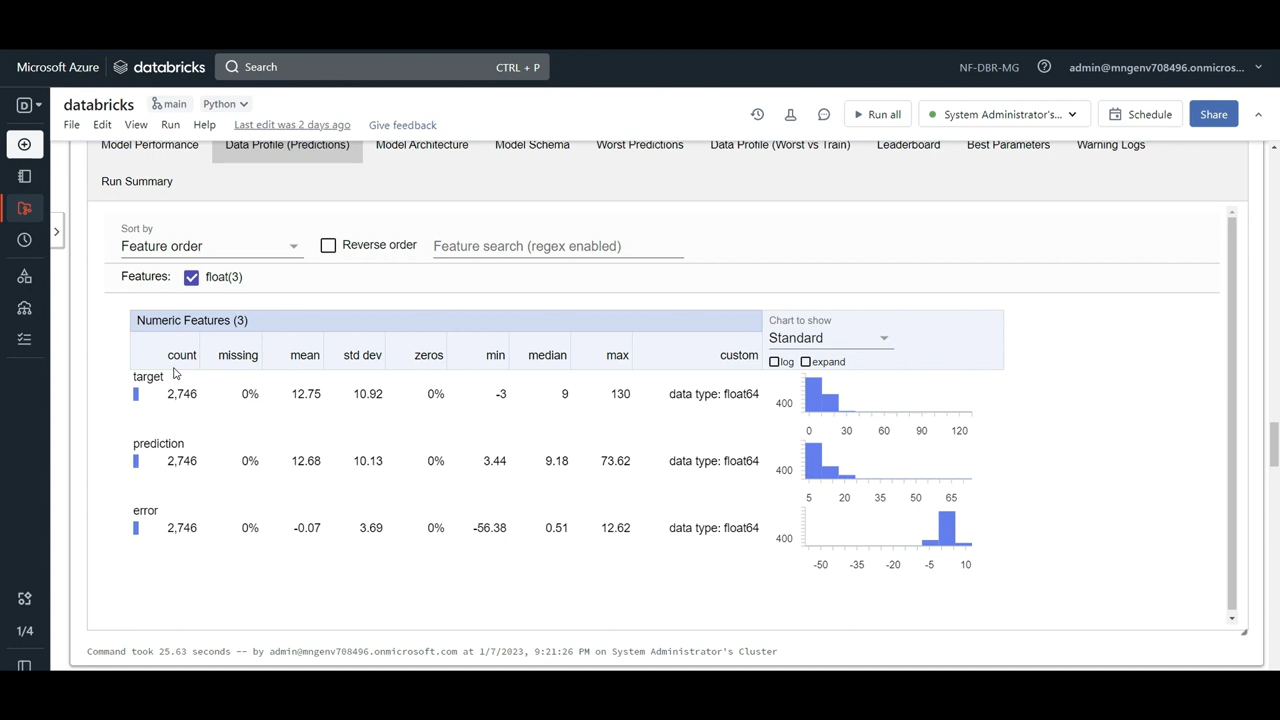 Microsoft Azure databricks Search CTRL + P NF-DBR-MG admin@mngenv708496.onmicros...
D databricks main Python
File Edit View Run Help Last edit was 2 days ago Give feedback Run all System Administrator's... Schedule Share
Model Performance Data Profile (Predictions) Model Architecture Model Schema Worst Predictions Data Profile (Worst vs Train) Leaderboard Best Parameters Warning Logs
Run Summary
Sort by
Feature order Reverse order Feature search (regex enabled)
Features: float(3)
Numeric Features (3) Chart to show
Standard
count missing mean std dev zeros min median max custom
log expand
target
2,746 0% 12.75 10.92 0% -3 9 130 data type: float64
400
0 30 60 90 120
prediction
2,746 0% 12.68 10.13 0% 3.44 9.18 73.62 data type: float64
400
5 20 35 50 65
error
2,746 0% -0.07 3.69 0% -56.38 0.51 12.62 data type: float64
400
-50 -35 -20 -5 10
1/4
Command took 25.63 seconds -- by admin@mngenv708496.onmicrosoft.com at 1/7/2023, 9:21:26 PM on System Administrator's Cluster